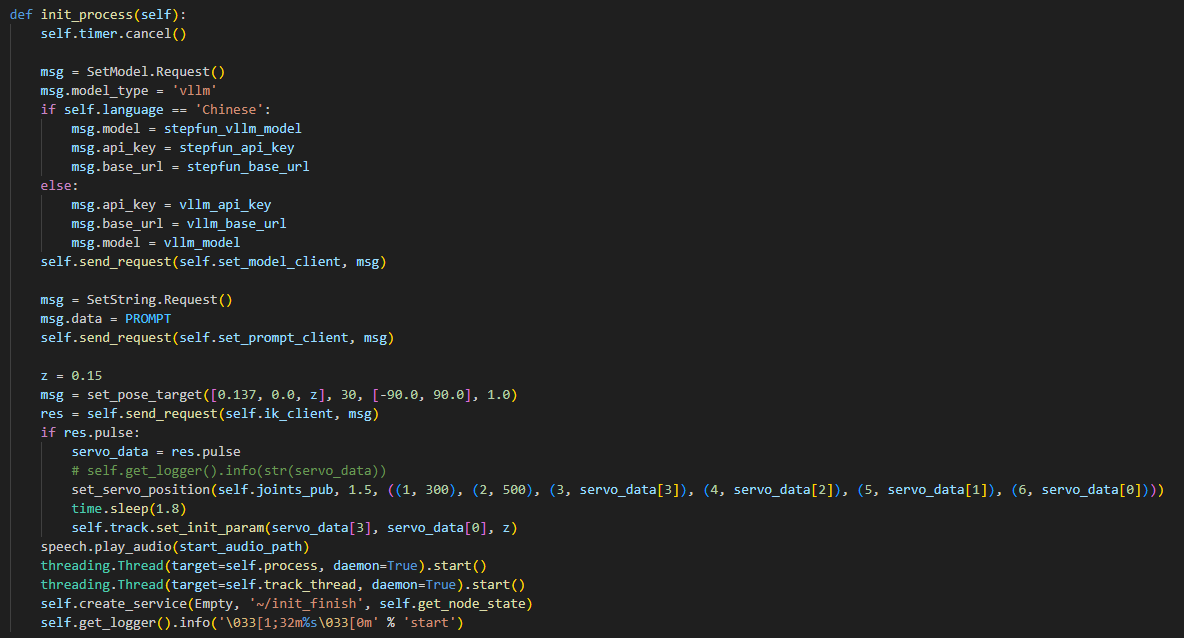 def init_process(self):
    self.timer.cancel()

    msg = SetModel.Request()
    msg.model_type = 'vllm'
    if self.language == 'Chinese':
        msg.model = stepfun_vllm_model
        msg.api_key = stepfun_api_key
        msg.base_url = stepfun_base_url
    else:
        msg.api_key = vllm_api_key
        msg.base_url = vllm_base_url
        msg.model = vllm_model
    self.send_request(self.set_model_client, msg)

    msg = SetString.Request()
    msg.data = PROMPT
    self.send_request(self.set_prompt_client, msg)

    z = 0.15
    msg = set_pose_target([0.137, 0.0, z], 30, [-90.0, 90.0], 1.0)
    res = self.send_request(self.ik_client, msg)
    if res.pulse:
        servo_data = res.pulse
        # self.get_logger().info(str(servo_data))
        set_servo_position(self.joints_pub, 1.5, ((1, 300), (2, 500), (3, servo_data[3]), (4, servo_data[2]), (5, servo_data[1]), (6, servo_data[0])))
        time.sleep(1.8)
        self.track.set_init_param(servo_data[3], servo_data[0], z)
    speech.play_audio(start_audio_path)
    threading.Thread(target=self.process, daemon=True).start()
    threading.Thread(target=self.track_thread, daemon=True).start()
    self.create_service(Empty, '~/init_finish', self.get_node_state)
    self.get_logger().info('\033[1;32m%s\033[0m' % 'start')